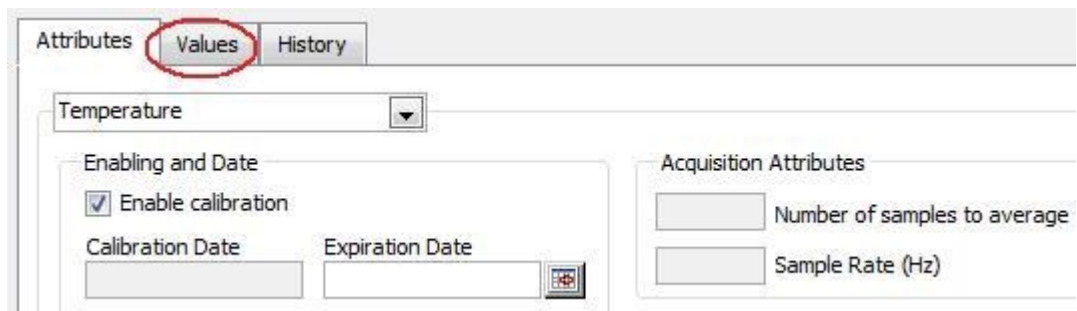 Attributes Values History
Temperature
Enabling and Date
Enable calibration
Calibration Date Expiration Date
Acquisition Attributes
Number of samples to average
Sample Rate (Hz)